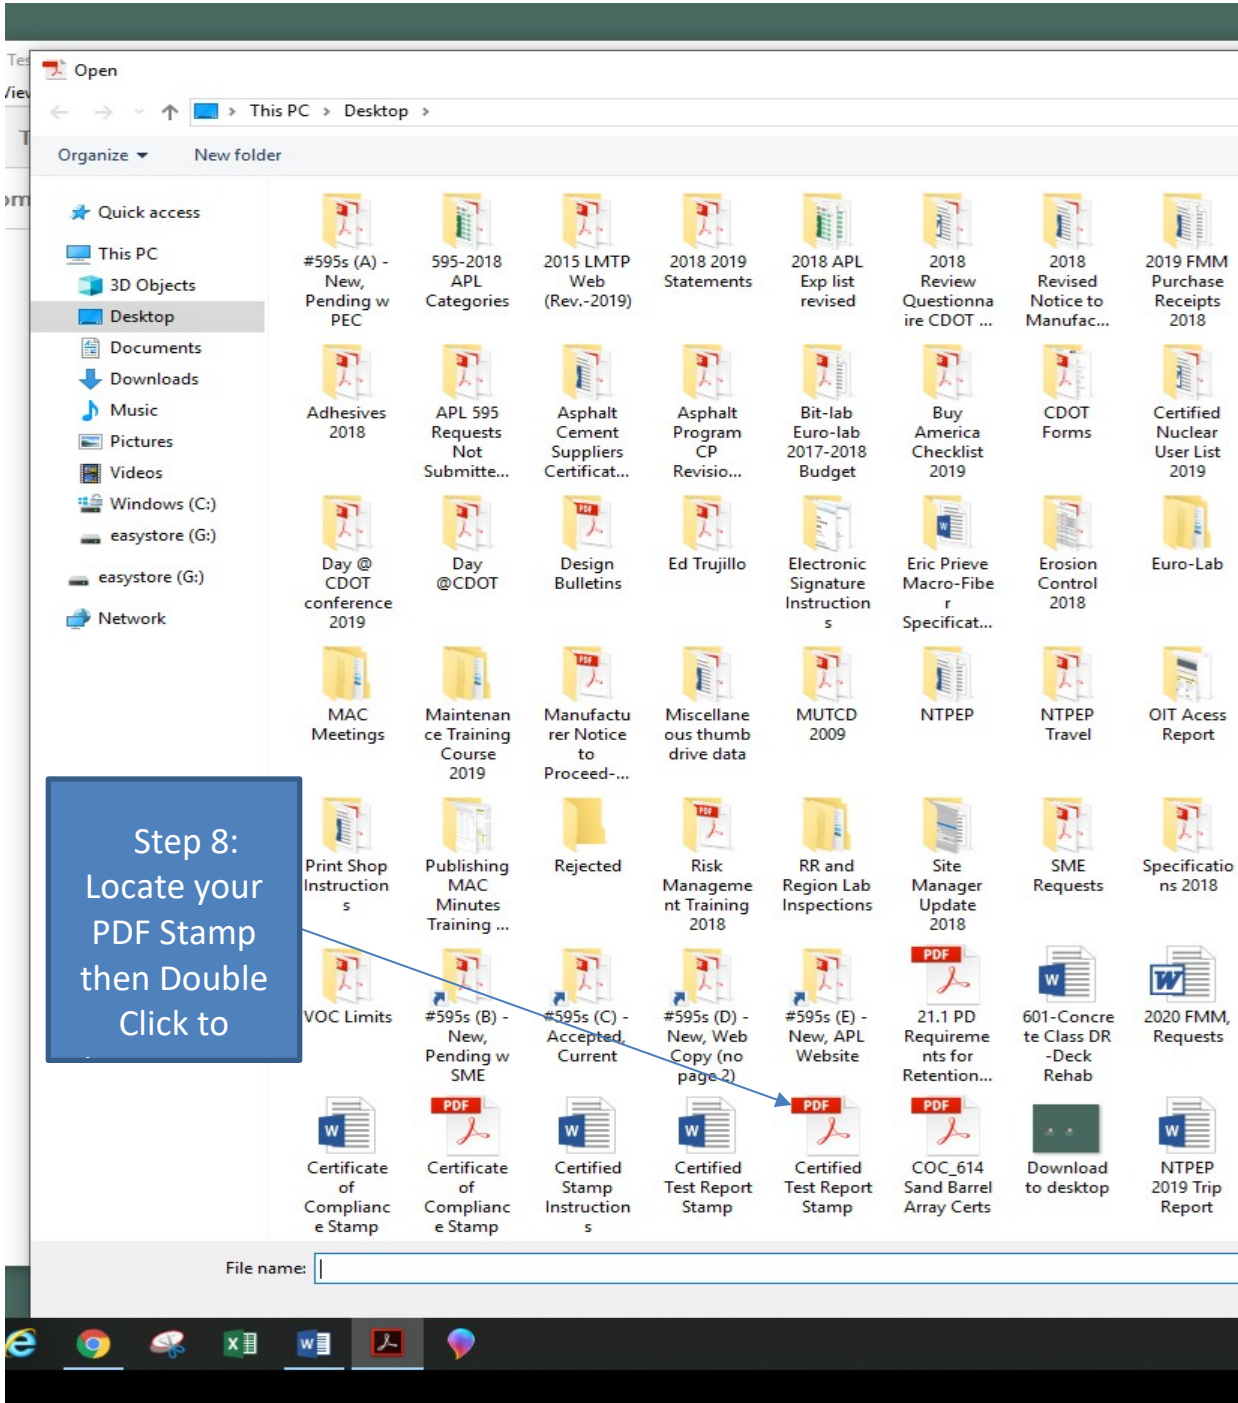 Tes
Open
View
This PC > Desktop >
T
Organize
New folder
om
Quick access
This PC
3D Objects
Desktop
Documents
Downloads
Music
Pictures
Videos
Windows (C:)
easystore (G:)
easystore (G:)
Network
#595s (A) -
New,
Pending w
PEC
595-2018
APL
Categories
2015 LMTP
Web
(Rev.-2019)
2018 2019
Statements
2018 APL
Exp list
revised
2018
Review
Questionna
ire CDOT ...
2018
Revised
Notice to
Manufac...
2019 FMM
Purchase
Receipts
2018
Adhesives
2018
APL 595
Requests
Not
Submitte...
Asphalt
Cement
Suppliers
Certificat...
Asphalt
Program
CP
Revisio...
Bit-lab
Euro-lab
2017-2018
Budget
Buy
America
Checklist
2019
CDOT
Forms
Certified
Nuclear
User List
2019
Day @
CDOT
conference
2019
Day
@CDOT
Design
Bulletins
Ed Trujillo
Electronic
Signature
Instruction
s
Eric Prieve
Macro-Fibe
r
Specificat...
Erosion
Control
2018
Euro-Lab
MAC
Meetings
Maintenan
ce Training
Course
2019
Manufactu
rer Notice
to
Proceed-...
Miscellane
ous thumb
drive data
MUTCD
2009
NTPEP
NTPEP
Travel
OIT Acess
Report
Step 8:
Locate your
PDF Stamp
then Double
Click to
Print Shop
Instruction
s
Publishing
MAC
Minutes
Training ...
Rejected
Risk
Manageme
nt Training
2018
RR and
Region Lab
Inspections
Site
Manager
Update
2018
SME
Requests
Specificatio
ns 2018
VOC Limits
#595s (B) -
New,
Pending w
SME
#595s (C) -
Accepted,
Current
#595s (D) -
New, Web
Copy (no
page 2)
#595s (E) -
New, APL
Website
PDF
21.1 PD
Requireme
nts for
Retention...
601-Concre
te Class DR
-Deck
Rehab
2020 FMM,
Requests
Certificate
of
Complianc
e Stamp
PDF
Certificate
of
Complianc
e Stamp
Certified
Stamp
Instruction
s
Certified
Test Report
Stamp
PDF
Certified
Test Report
Stamp
PDF
COC_614
Sand Barrel
Array Certs
Download
to desktop
NTPEP
2019 Trip
Report
File name: